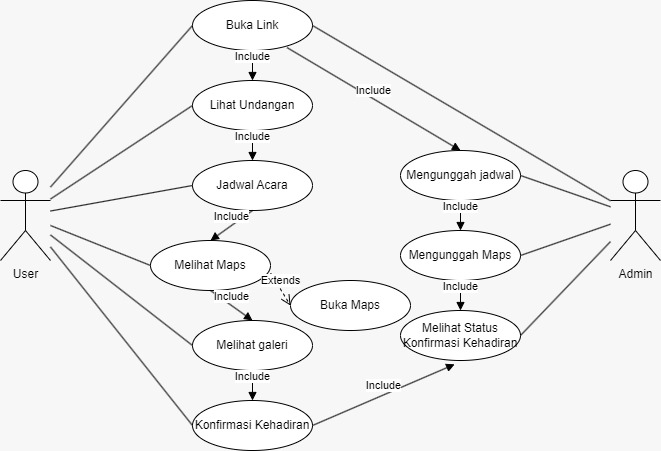 Buka Link
Include
Include
Lihat Undangan
Include
Jadwal Acara
Mengunggah jadwal
Include
Include
Melihat Maps
Mengunggah Maps
User
Admin
Extends
Include
Include
Buka Maps
Melihat Status
Konfirmasi Kehadiran
Melihat galeri
Include
Include
Konfirmasi Kehadiran